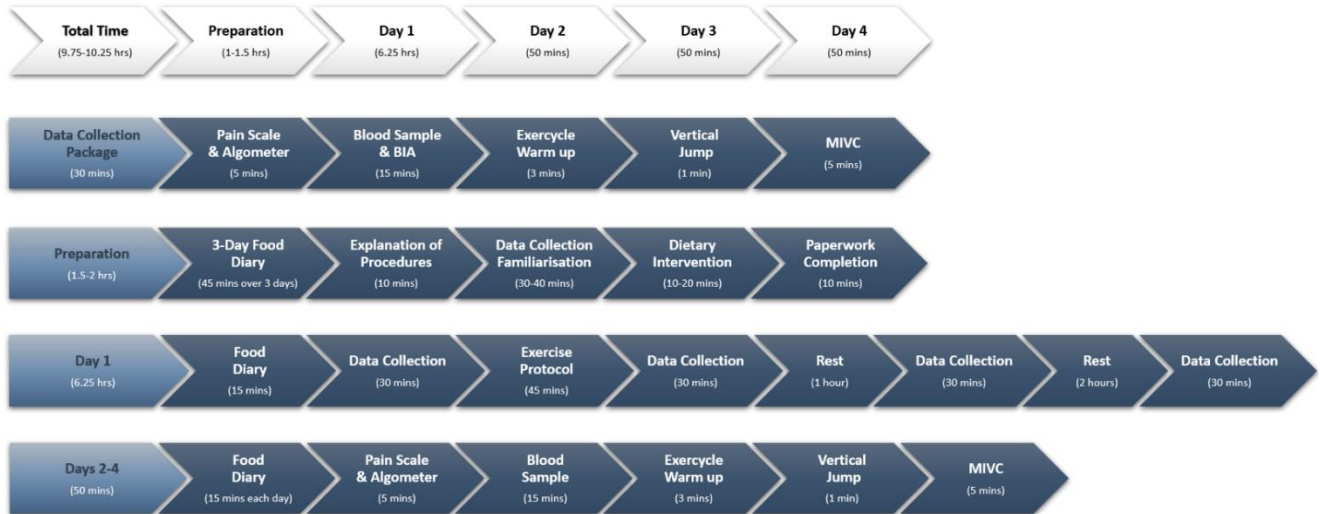 Total Time
(9.75-10.25 hrs)
Preparation
(1-1.5 hrs)
Day 1
(6.25 hrs)
Day 2
(50 mins)
Day 3
(50 mins)
Day 4
(50 mins)
Data Collection
Package
(30 mins)
Pain Scale
& Algometer
(5 mins)
Blood Sample
& BIA
(15 mins)
Exercycle
Warm up
(3 mins)
Vertical
Jump
(1 min)
MIVC
(5 mins)
Preparation
(1.5-2 hrs)
3-Day Food
Diary
(45 mins over 3 days)
Explanation of
Procedures
(10 mins)
Data Collection
Familiarisation
(30-40 mins)
Dietary
Intervention
(10-20 mins)
Paperwork
Completion
(10 mins)
Day 1
(6.25 hrs)
Food
Diary
(15 mins)
Data Collection
(30 mins)
Exercise
Protocol
(45 mins)
Data Collection
(30 mins)
Rest
(1 hour)
Data Collection
(30 mins)
Rest
(2 hours)
Data Collection
(30 mins)
Days 2-4
(50 mins)
Food
Diary
(15 mins each day)
Pain Scale
& Algometer
(5 mins)
Blood
Sample
(15 mins)
Exercycle
Warm up
(3 mins)
Vertical
Jump
(1 min)
MIVC
(5 mins)